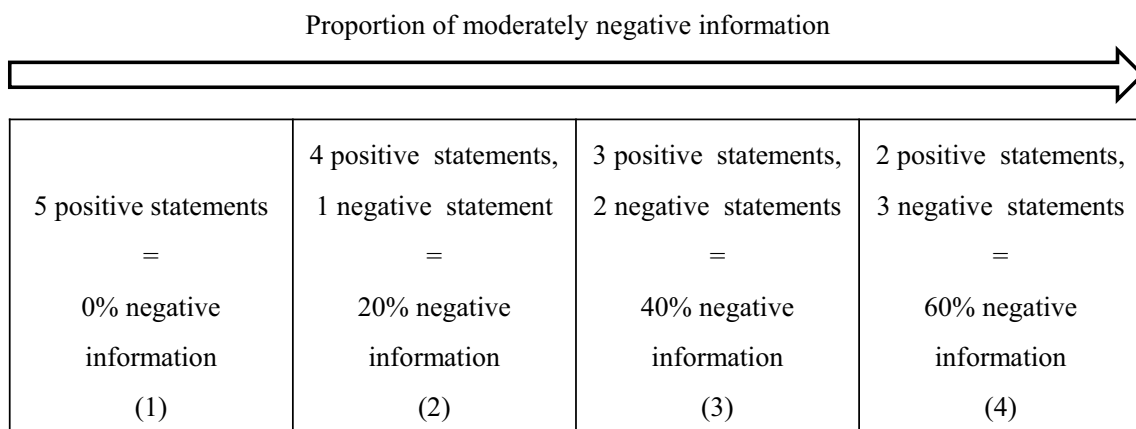 Proportion of moderately negative information
5 positive statements
=
0% negative
information
(1)
4 positive statements,
1 negative statement
=
20% negative
information
(2)
3 positive statements,
2 negative statements
=
40% negative
information
(3)
2 positive statements,
3 negative statements
=
60% negative
information
(4)